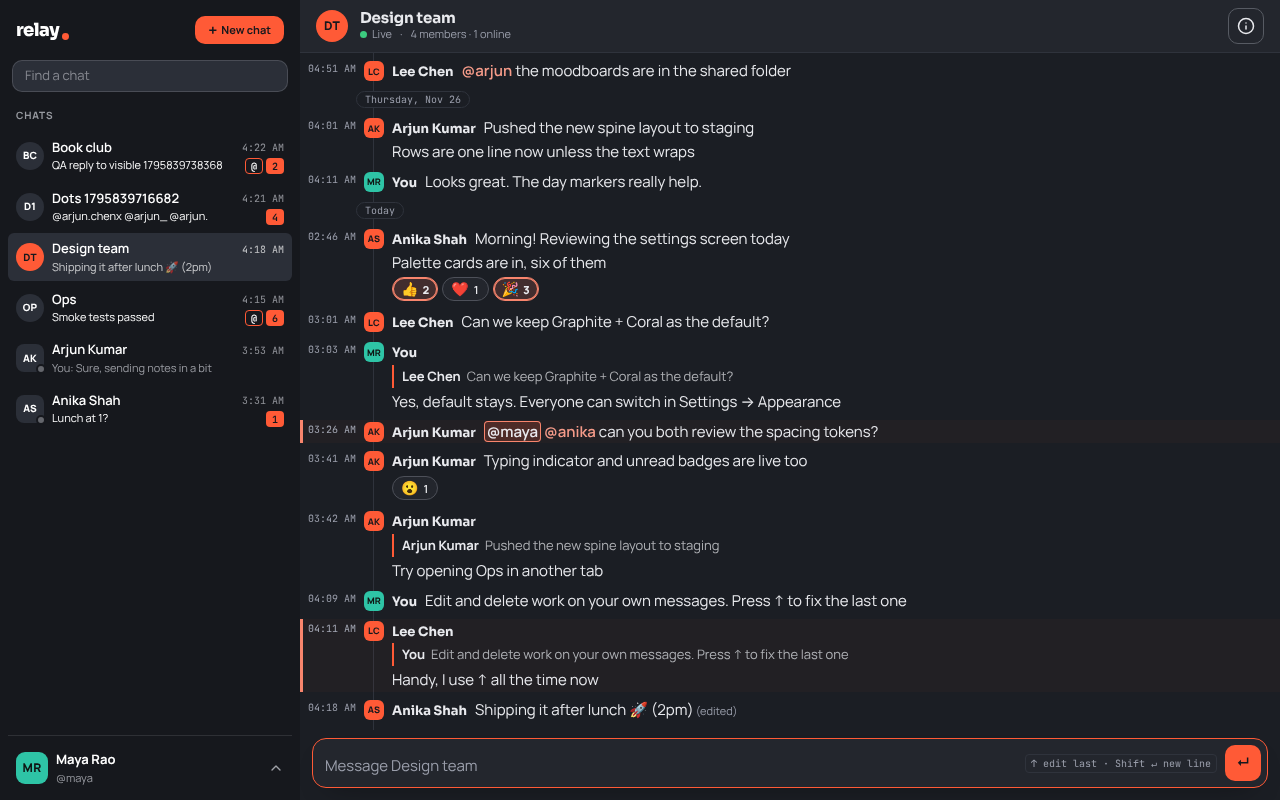 relay.
+ New chat
Find a chat
CHATS
BC
Book club
4:22 AM
QA reply to visible 1795839738368
@ 2
D1
Dots 1795839716682
4:21 AM
@arjun.chenx @arjun_ @arjun.
4
DT
Design team
4:18 AM
Shipping it after lunch 🚀 (2pm)
OP
Ops
4:15 AM
Smoke tests passed
@ 6
AK
Arjun Kumar
3:53 AM
You: Sure, sending notes in a bit
AS
Anika Shah
3:31 AM
Lunch at 1?
1
MR
Maya Rao
@maya
DT
Design team
Live · 4 members · 1 online
04:51 AM LC Lee Chen @arjun the moodboards are in the shared folder
Thursday, Nov 26
04:01 AM AK Arjun Kumar Pushed the new spine layout to staging
Rows are one line now unless the text wraps
04:11 AM MR You Looks great. The day markers really help.
Today
02:46 AM AS Anika Shah Morning! Reviewing the settings screen today
Palette cards are in, six of them
👍 2 ❤️ 1 🎉 3
03:01 AM LC Lee Chen Can we keep Graphite + Coral as the default?
03:03 AM MR You
Lee Chen Can we keep Graphite + Coral as the default?
Yes, default stays. Everyone can switch in Settings → Appearance
03:26 AM AK Arjun Kumar @maya @anika can you both review the spacing tokens?
03:41 AM AK Arjun Kumar Typing indicator and unread badges are live too
😮 1
03:42 AM AK Arjun Kumar
Arjun Kumar Pushed the new spine layout to staging
Try opening Ops in another tab
04:09 AM MR You Edit and delete work on your own messages. Press ↑ to fix the last one
04:11 AM LC Lee Chen
You Edit and delete work on your own messages. Press ↑ to fix the last one
Handy, I use ↑ all the time now
04:18 AM AS Anika Shah Shipping it after lunch 🚀 (2pm) (edited)
Message Design team
↑ edit last · Shift ↵ new line